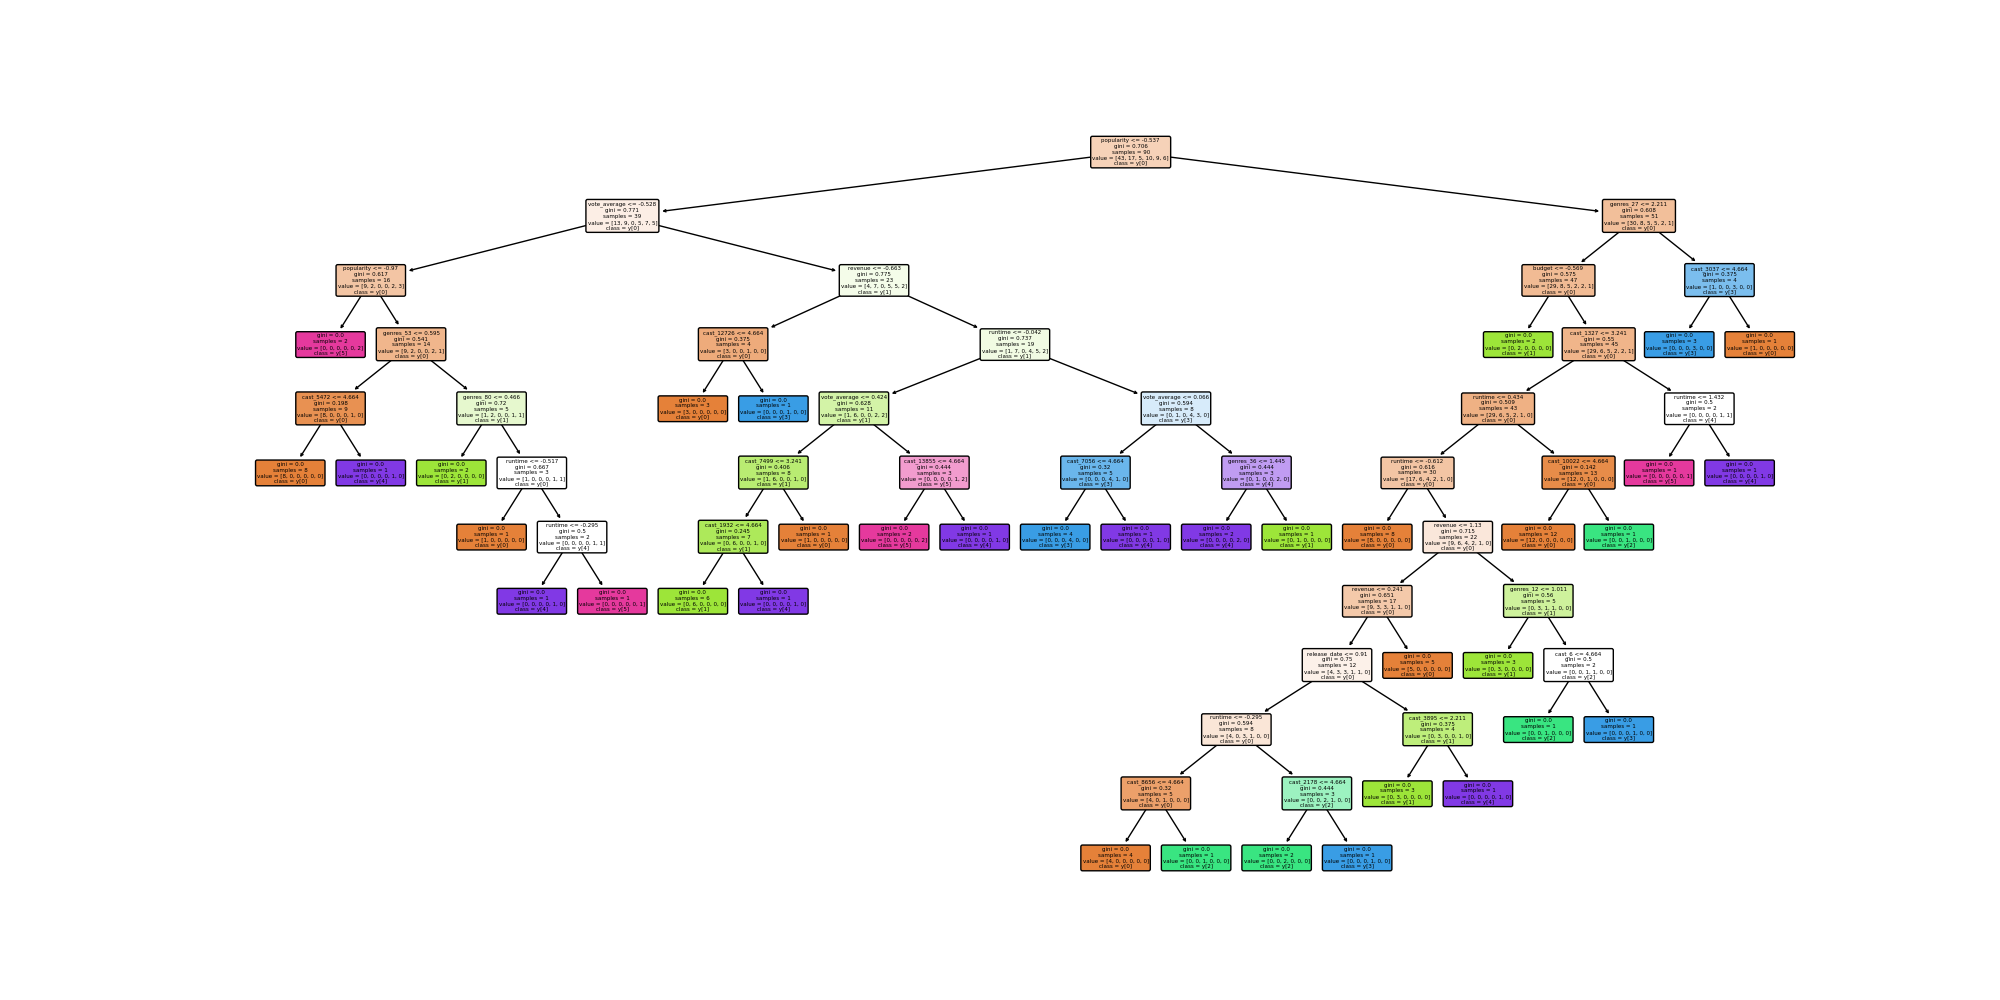 popularity <= -0.537
gini = 0.706
samples = 90
value = [43, 17, 5, 10, 9, 6]
class = y[0]
vote_average <= -0.528
gini = 0.771
samples = 39
value = [13, 9, 0, 5, 7, 5]
class = y[0]
genres_27 <= 2.211
gini = 0.608
samples = 51
value = [30, 8, 5, 5, 2, 1]
class = y[0]
popularity <= -0.97
gini = 0.617
samples = 16
value = [9, 2, 0, 0, 2, 3]
class = y[0]
revenue <= -0.663
gini = 0.775
samples = 23
value = [4, 7, 0, 5, 5, 2]
class = y[1]
budget <= -0.569
gini = 0.575
samples = 47
value = [29, 8, 5, 2, 2, 1]
class = y[0]
cast_3037 <= 4.664
gini = 0.375
samples = 4
value = [1, 0, 0, 3, 0, 0]
class = y[3]
gini = 0.0
samples = 2
value = [0, 0, 0, 0, 0, 2]
class = y[5]
genres_53 <= 0.595
gini = 0.541
samples = 14
value = [9, 2, 0, 0, 2, 1]
class = y[0]
cast_12726 <= 4.664
gini = 0.375
samples = 4
value = [3, 0, 0, 1, 0, 0]
class = y[0]
runtime <= -0.042
gini = 0.737
samples = 19
value = [1, 7, 0, 4, 5, 2]
class = y[1]
gini = 0.0
samples = 2
value = [0, 2, 0, 0, 0, 0]
class = y[1]
cast_1327 <= 3.241
gini = 0.55
samples = 45
value = [29, 6, 5, 2, 2, 1]
class = y[0]
gini = 0.0
samples = 3
value = [0, 0, 0, 3, 0, 0]
class = y[3]
gini = 0.0
samples = 1
value = [1, 0, 0, 0, 0, 0]
class = y[0]
cast_5472 <= 4.664
gini = 0.198
samples = 9
value = [8, 0, 0, 0, 1, 0]
class = y[0]
genres_80 <= 0.466
gini = 0.72
samples = 5
value = [1, 2, 0, 0, 1, 1]
class = y[1]
gini = 0.0
samples = 3
value = [3, 0, 0, 0, 0, 0]
class = y[0]
gini = 0.0
samples = 1
value = [0, 0, 0, 1, 0, 0]
class = y[3]
vote_average <= 0.424
gini = 0.628
samples = 11
value = [1, 6, 0, 0, 2, 2]
class = y[1]
vote_average <= 0.066
gini = 0.594
samples = 8
value = [0, 1, 0, 4, 3, 0]
class = y[3]
runtime <= 0.434
gini = 0.509
samples = 43
value = [29, 6, 5, 2, 1, 0]
class = y[0]
runtime <= 1.432
gini = 0.5
samples = 2
value = [0, 0, 0, 0, 1, 1]
class = y[4]
gini = 0.0
samples = 8
value = [8, 0, 0, 0, 0, 0]
class = y[0]
gini = 0.0
samples = 1
value = [0, 0, 0, 0, 1, 0]
class = y[4]
gini = 0.0
samples = 2
value = [0, 2, 0, 0, 0, 0]
class = y[1]
runtime <= -0.517
gini = 0.667
samples = 3
value = [1, 0, 0, 0, 1, 1]
class = y[0]
cast_7499 <= 3.241
gini = 0.406
samples = 8
value = [1, 6, 0, 0, 1, 0]
class = y[1]
cast_13855 <= 4.664
gini = 0.444
samples = 3
value = [0, 0, 0, 0, 1, 2]
class = y[5]
cast_7056 <= 4.664
gini = 0.32
samples = 5
value = [0, 0, 0, 4, 1, 0]
class = y[3]
genres_36 <= 1.445
gini = 0.444
samples = 3
value = [0, 1, 0, 0, 2, 0]
class = y[4]
runtime <= -0.612
gini = 0.616
samples = 30
value = [17, 6, 4, 2, 1, 0]
class = y[0]
cast_10022 <= 4.664
gini = 0.142
samples = 13
value = [12, 0, 1, 0, 0, 0]
class = y[0]
gini = 0.0
samples = 1
value = [0, 0, 0, 0, 0, 1]
class = y[5]
gini = 0.0
samples = 1
value = [0, 0, 0, 0, 1, 0]
class = y[4]
gini = 0.0
samples = 1
value = [1, 0, 0, 0, 0, 0]
class = y[0]
runtime <= -0.295
gini = 0.5
samples = 2
value = [0, 0, 0, 0, 1, 1]
class = y[4]
cast_1932 <= 4.664
gini = 0.245
samples = 7
value = [0, 6, 0, 0, 1, 0]
class = y[1]
gini = 0.0
samples = 1
value = [1, 0, 0, 0, 0, 0]
class = y[0]
gini = 0.0
samples = 2
value = [0, 0, 0, 0, 0, 2]
class = y[5]
gini = 0.0
samples = 1
value = [0, 0, 0, 0, 1, 0]
class = y[4]
gini = 0.0
samples = 4
value = [0, 0, 0, 4, 0, 0]
class = y[3]
gini = 0.0
samples = 1
value = [0, 0, 0, 0, 1, 0]
class = y[4]
gini = 0.0
samples = 2
value = [0, 0, 0, 0, 2, 0]
class = y[4]
gini = 0.0
samples = 1
value = [0, 1, 0, 0, 0, 0]
class = y[1]
gini = 0.0
samples = 8
value = [8, 0, 0, 0, 0, 0]
class = y[0]
revenue <= 1.13
gini = 0.715
samples = 22
value = [9, 6, 4, 2, 1, 0]
class = y[0]
gini = 0.0
samples = 12
value = [12, 0, 0, 0, 0, 0]
class = y[0]
gini = 0.0
samples = 1
value = [0, 0, 1, 0, 0, 0]
class = y[2]
gini = 0.0
samples = 1
value = [0, 0, 0, 0, 1, 0]
class = y[4]
gini = 0.0
samples = 1
value = [0, 0, 0, 0, 0, 1]
class = y[5]
gini = 0.0
samples = 6
value = [0, 6, 0, 0, 0, 0]
class = y[1]
gini = 0.0
samples = 1
value = [0, 0, 0, 0, 1, 0]
class = y[4]
revenue <= 0.241
gini = 0.651
samples = 17
value = [9, 3, 3, 1, 1, 0]
class = y[0]
genres_12 <= 1.011
gini = 0.56
samples = 5
value = [0, 3, 1, 1, 0, 0]
class = y[1]
release_date <= 0.91
gini = 0.75
samples = 12
value = [4, 3, 3, 1, 1, 0]
class = y[0]
gini = 0.0
samples = 5
value = [5, 0, 0, 0, 0, 0]
class = y[0]
gini = 0.0
samples = 3
value = [0, 3, 0, 0, 0, 0]
class = y[1]
cast_6 <= 4.664
gini = 0.5
samples = 2
value = [0, 0, 1, 1, 0, 0]
class = y[2]
runtime <= -0.295
gini = 0.594
samples = 8
value = [4, 0, 3, 1, 0, 0]
class = y[0]
cast_3895 <= 2.211
gini = 0.375
samples = 4
value = [0, 3, 0, 0, 1, 0]
class = y[1]
gini = 0.0
samples = 1
value = [0, 0, 1, 0, 0, 0]
class = y[2]
gini = 0.0
samples = 1
value = [0, 0, 0, 1, 0, 0]
class = y[3]
cast_8656 <= 4.664
gini = 0.32
samples = 5
value = [4, 0, 1, 0, 0, 0]
class = y[0]
cast_2178 <= 4.664
gini = 0.444
samples = 3
value = [0, 0, 2, 1, 0, 0]
class = y[2]
gini = 0.0
samples = 3
value = [0, 3, 0, 0, 0, 0]
class = y[1]
gini = 0.0
samples = 1
value = [0, 0, 0, 0, 1, 0]
class = y[4]
gini = 0.0
samples = 4
value = [4, 0, 0, 0, 0, 0]
class = y[0]
gini = 0.0
samples = 1
value = [0, 0, 1, 0, 0, 0]
class = y[2]
gini = 0.0
samples = 2
value = [0, 0, 2, 0, 0, 0]
class = y[2]
gini = 0.0
samples = 1
value = [0, 0, 0, 1, 0, 0]
class = y[3]